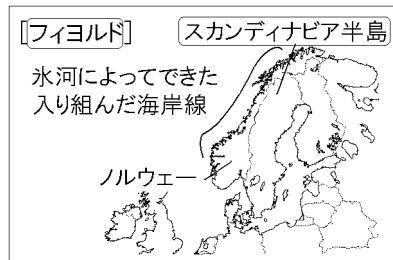 [フィヨルド]
スカンディナビア半島
氷河によってできた
入り組んだ海岸線
ノルウェー